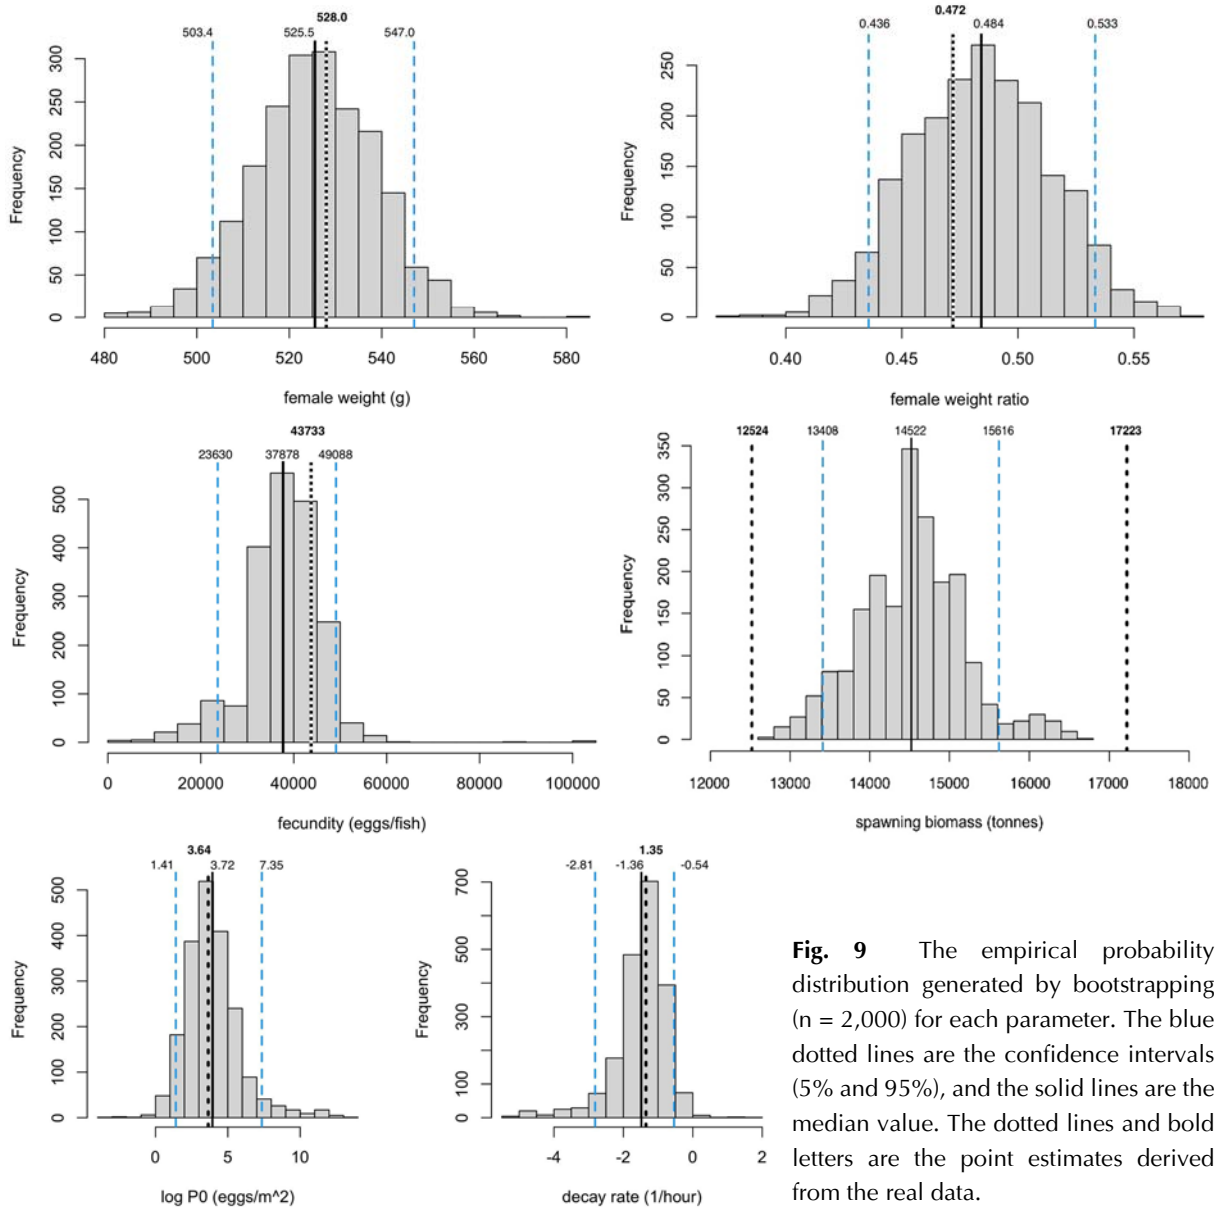 528.0
503.4 525.5 547.0
Frequency
300
250
200
150
100
50
0
480 500 520 540 560 580
female weight (g)
0.472
0.436 0.484 0.533
Frequency
250
200
150
100
50
0
0.40 0.45 0.50 0.55
female weight ratio
43733
23630 37878 49088
Frequency
500
400
300
200
100
0
0 20000 40000 60000 80000 100000
fecundity (eggs/fish)
12524 13408 14522 15616 17223
Frequency
350
300
250
200
150
100
50
0
12000 13000 14000 15000 16000 17000 18000
spawning biomass (tonnes)
3.64
1.41 3.72 7.35
Frequency
500
400
300
200
100
0
0 5 10
log P0 (eggs/m^2)
1.35
-2.81 -1.36 -0.54
Frequency
700
500
300
100
0
-4 -2 0 2
decay rate (1/hour)
Fig. 9 The empirical probability
distribution generated by bootstrapping
(n = 2,000) for each parameter. The blue
dotted lines are the confidence intervals
(5% and 95%), and the solid lines are the
median value. The dotted lines and bold
letters are the point estimates derived
from the real data.